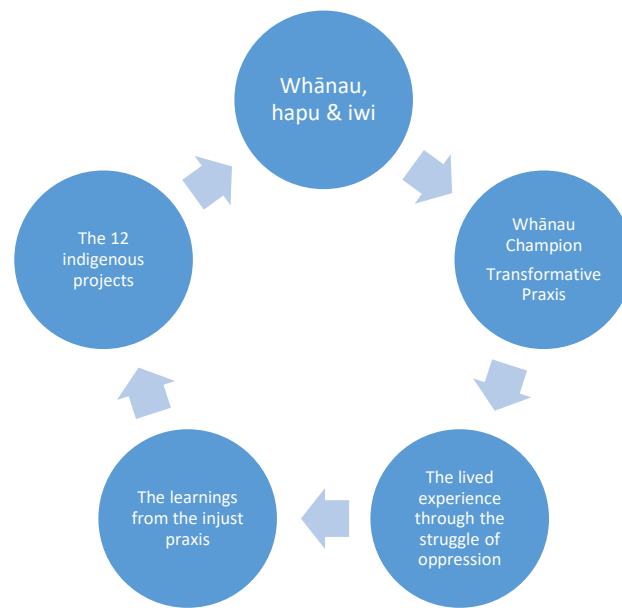 Whānau,
hapu & iwi
Whānau
Champion
Transformative
Praxis
The lived
experience
through the
struggle of
oppression
The learnings
from the injust
praxis
The 12
indigenous
projects